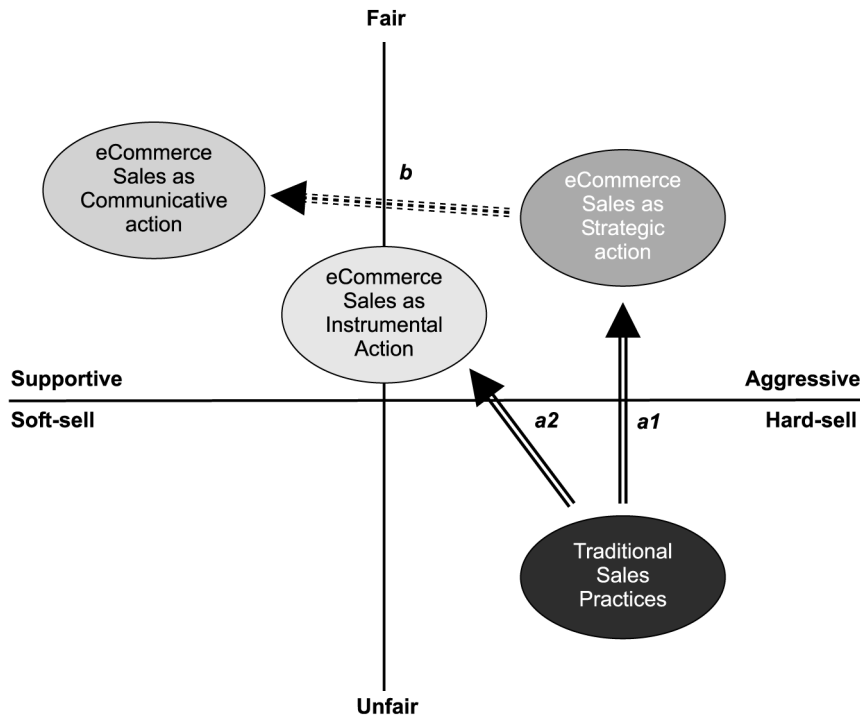 Fair
eCommerce
Sales as
Communicative
action
b
eCommerce
Sales as
Strategic
action
eCommerce
Sales as
Instrumental
Action
Supportive
Aggressive
Soft-sell
a2
a1
Hard-sell
Traditional
Sales
Practices
Unfair